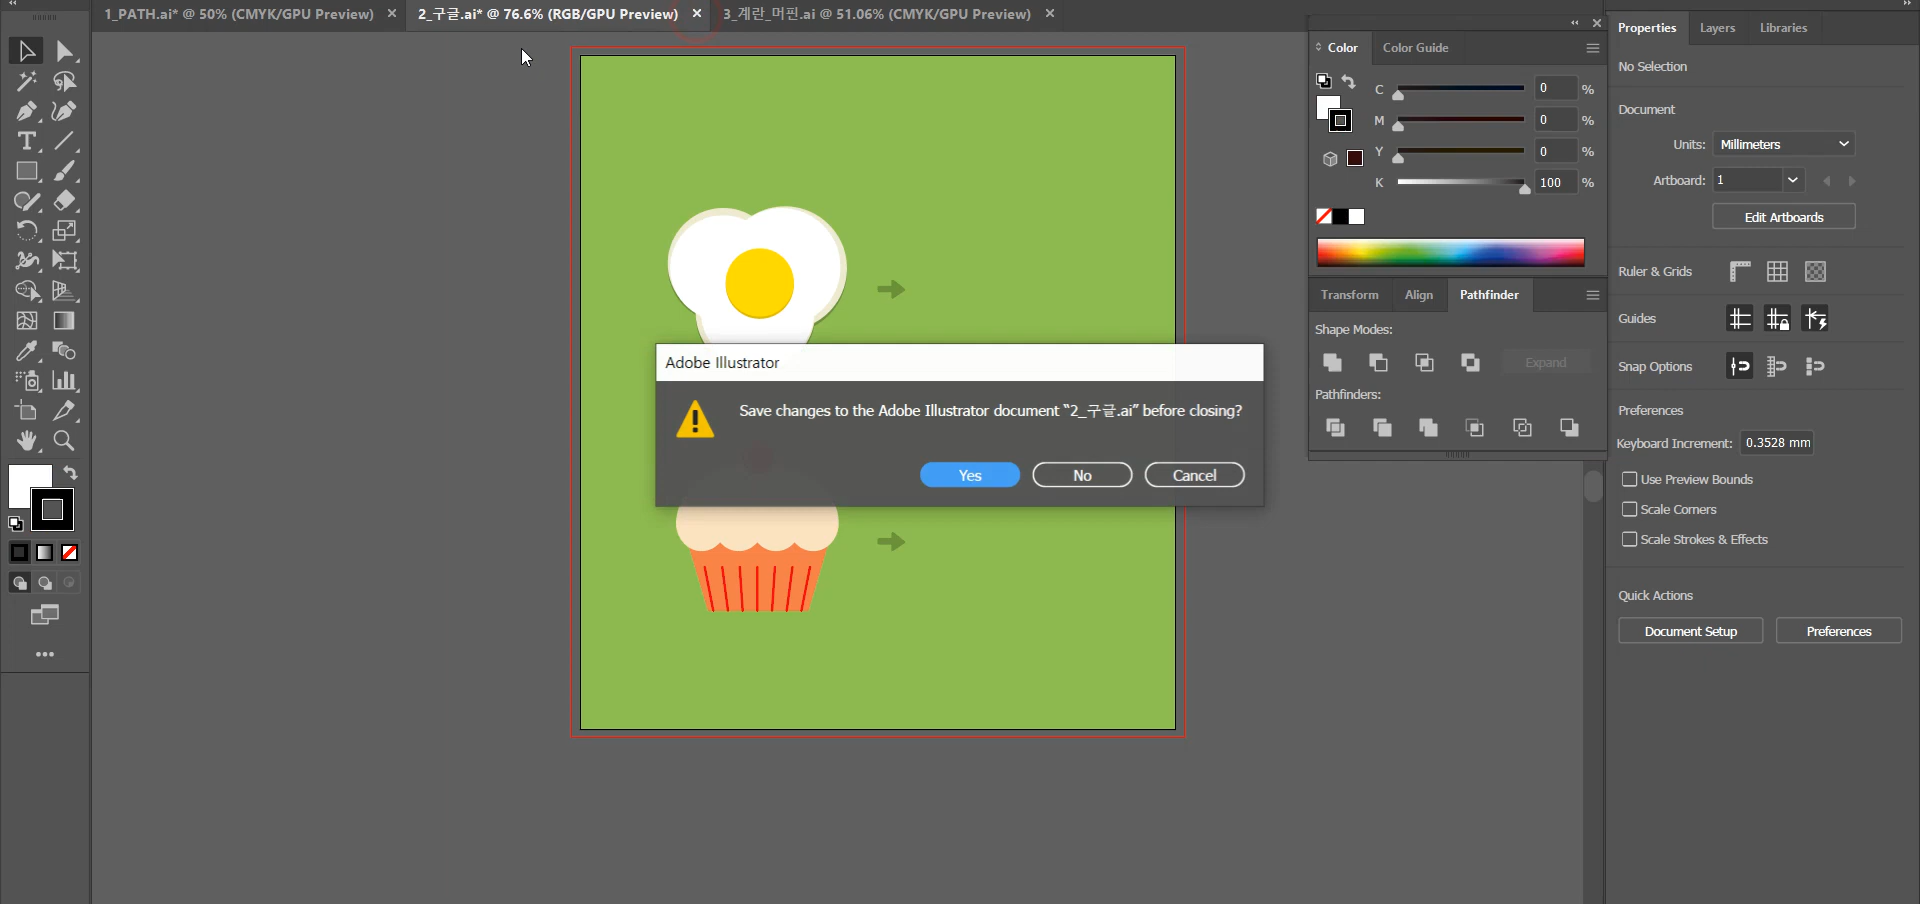 1_PATH.ai* @ 50% (CMYK/GPU Preview) ×
2_구글.ai* @ 76.6% (RGB/GPU Preview) ×
3_계란_머핀.ai @ 51.06% (CMYK/GPU Preview) ×
Color
Color Guide
C 0 %
M 0 %
Y 0 %
K 100 %
Transform
Align
Pathfinder
Shape Modes:
Expand
Pathfinders:
Properties
Layers
Libraries
No Selection
Document
Units: Millimeters
Artboard: 1
Edit Artboards
Ruler & Grids
Guides
Snap Options
Preferences
Keyboard Increment: 0.3528 mm
Use Preview Bounds
Scale Corners
Scale Strokes & Effects
Quick Actions
Document Setup
Preferences
Adobe Illustrator
Save changes to the Adobe Illustrator document “2_구글.ai” before closing?
Yes
No
Cancel